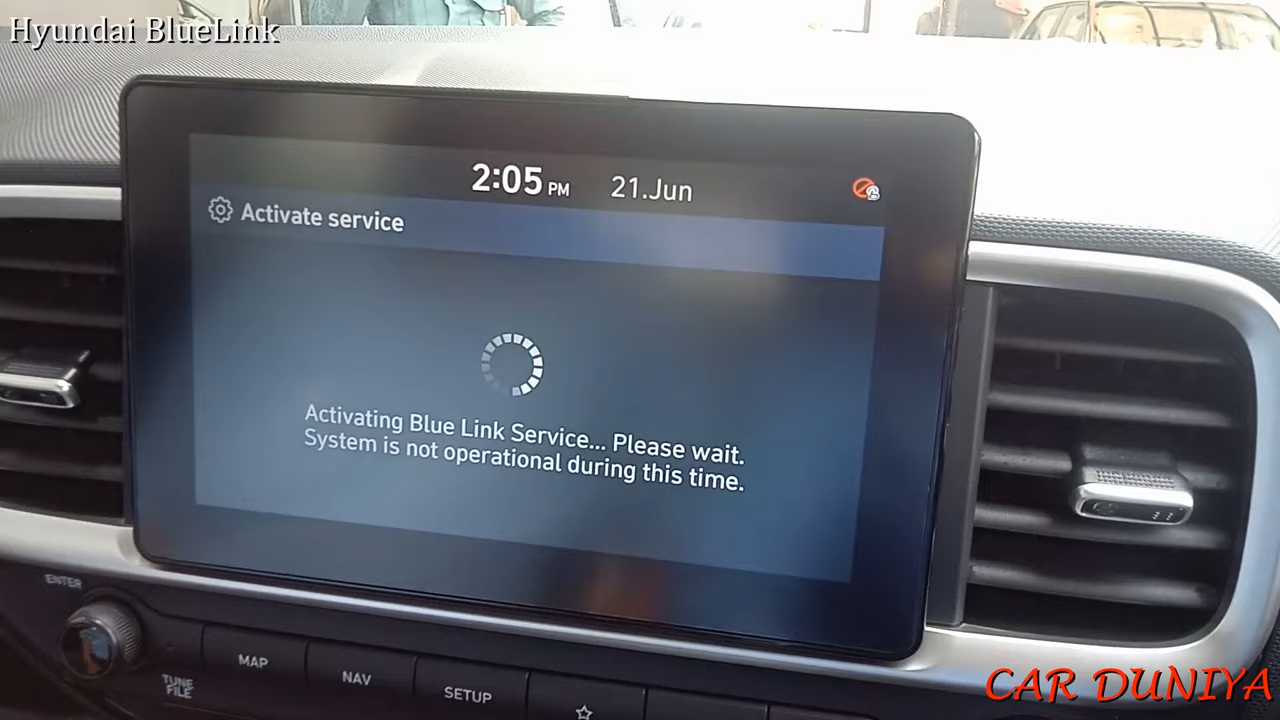 Hyundai BlueLink
2:05 PM 21.Jun
Activate service
Activating Blue Link Service... Please wait.
System is not operational during this time.
ENTER
TUNE
FILE
MAP
NAV
SETUP
CAR DUNIYA